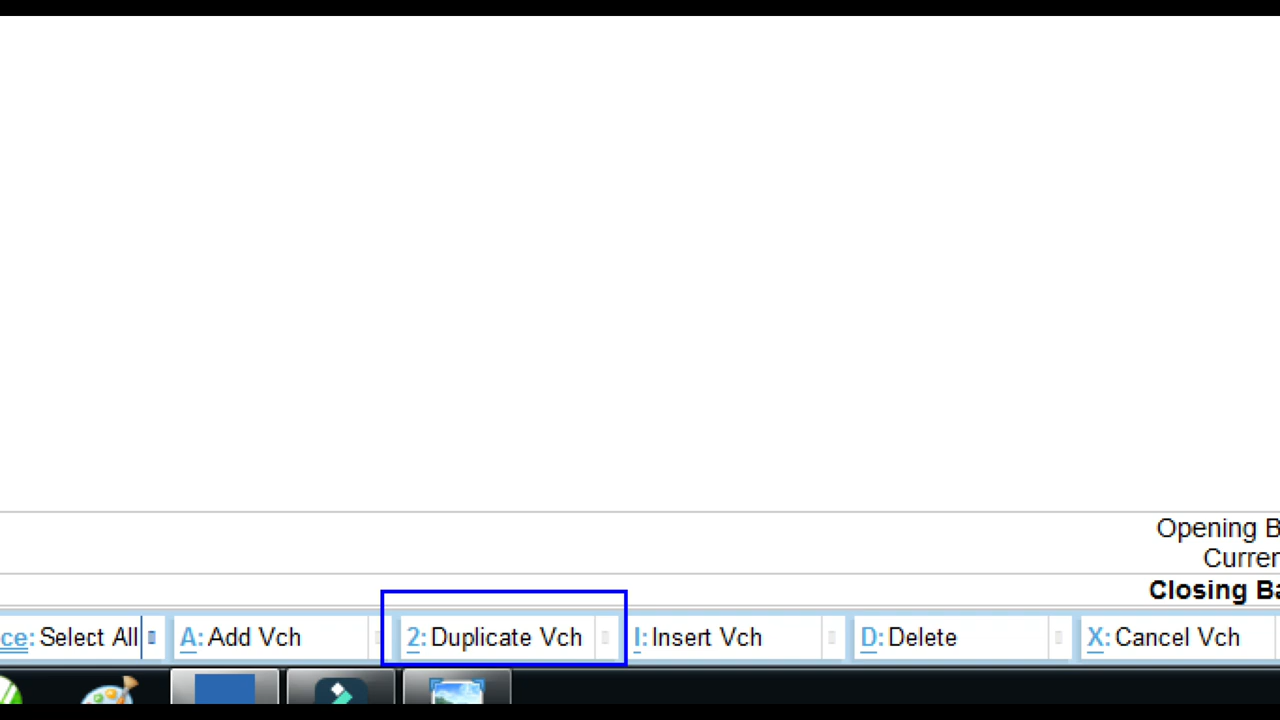 Opening B
Curren
Closing Ba
ce: Select All A: Add Vch 2: Duplicate Vch I: Insert Vch D: Delete X: Cancel Vch